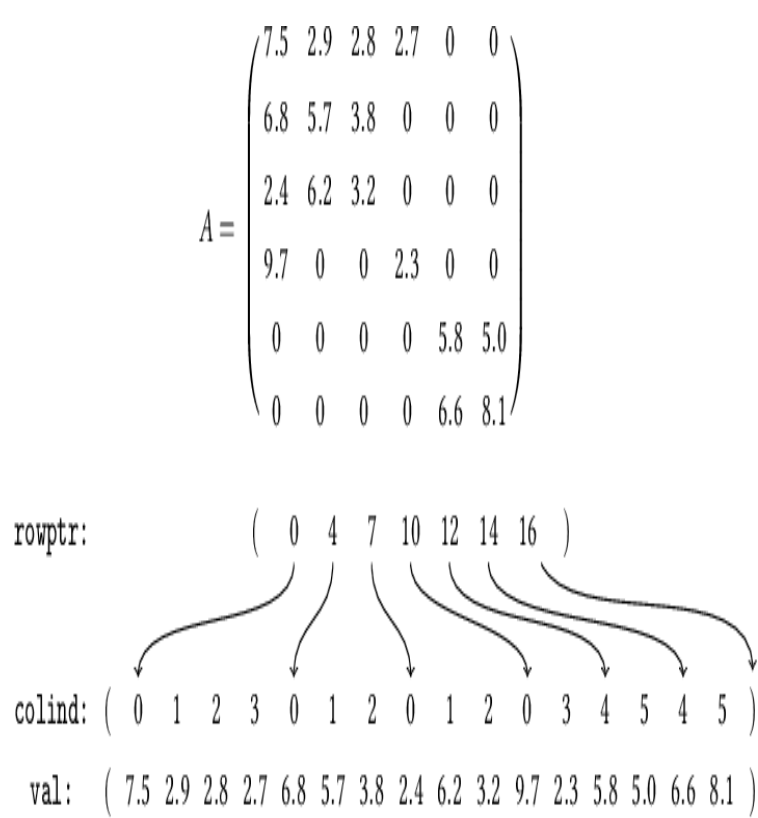 7.5 2.9 2.8 2.7 0 0
6.8 5.7 3.8 0 0 0
2.4 6.2 3.2 0 0 0
A =
9.7 0 0 2.3 0 0
0 0 0 0 5.8 5.0
0 0 0 0 6.6 8.1
rowptr: ( 0 4 7 10 12 14 16 )
colind: ( 0 1 2 3 0 1 2 0 1 2 0 3 4 5 4 5 )
val: ( 7.5 2.9 2.8 2.7 6.8 5.7 3.8 2.4 6.2 3.2 9.7 2.3 5.8 5.0 6.6 8.1 )